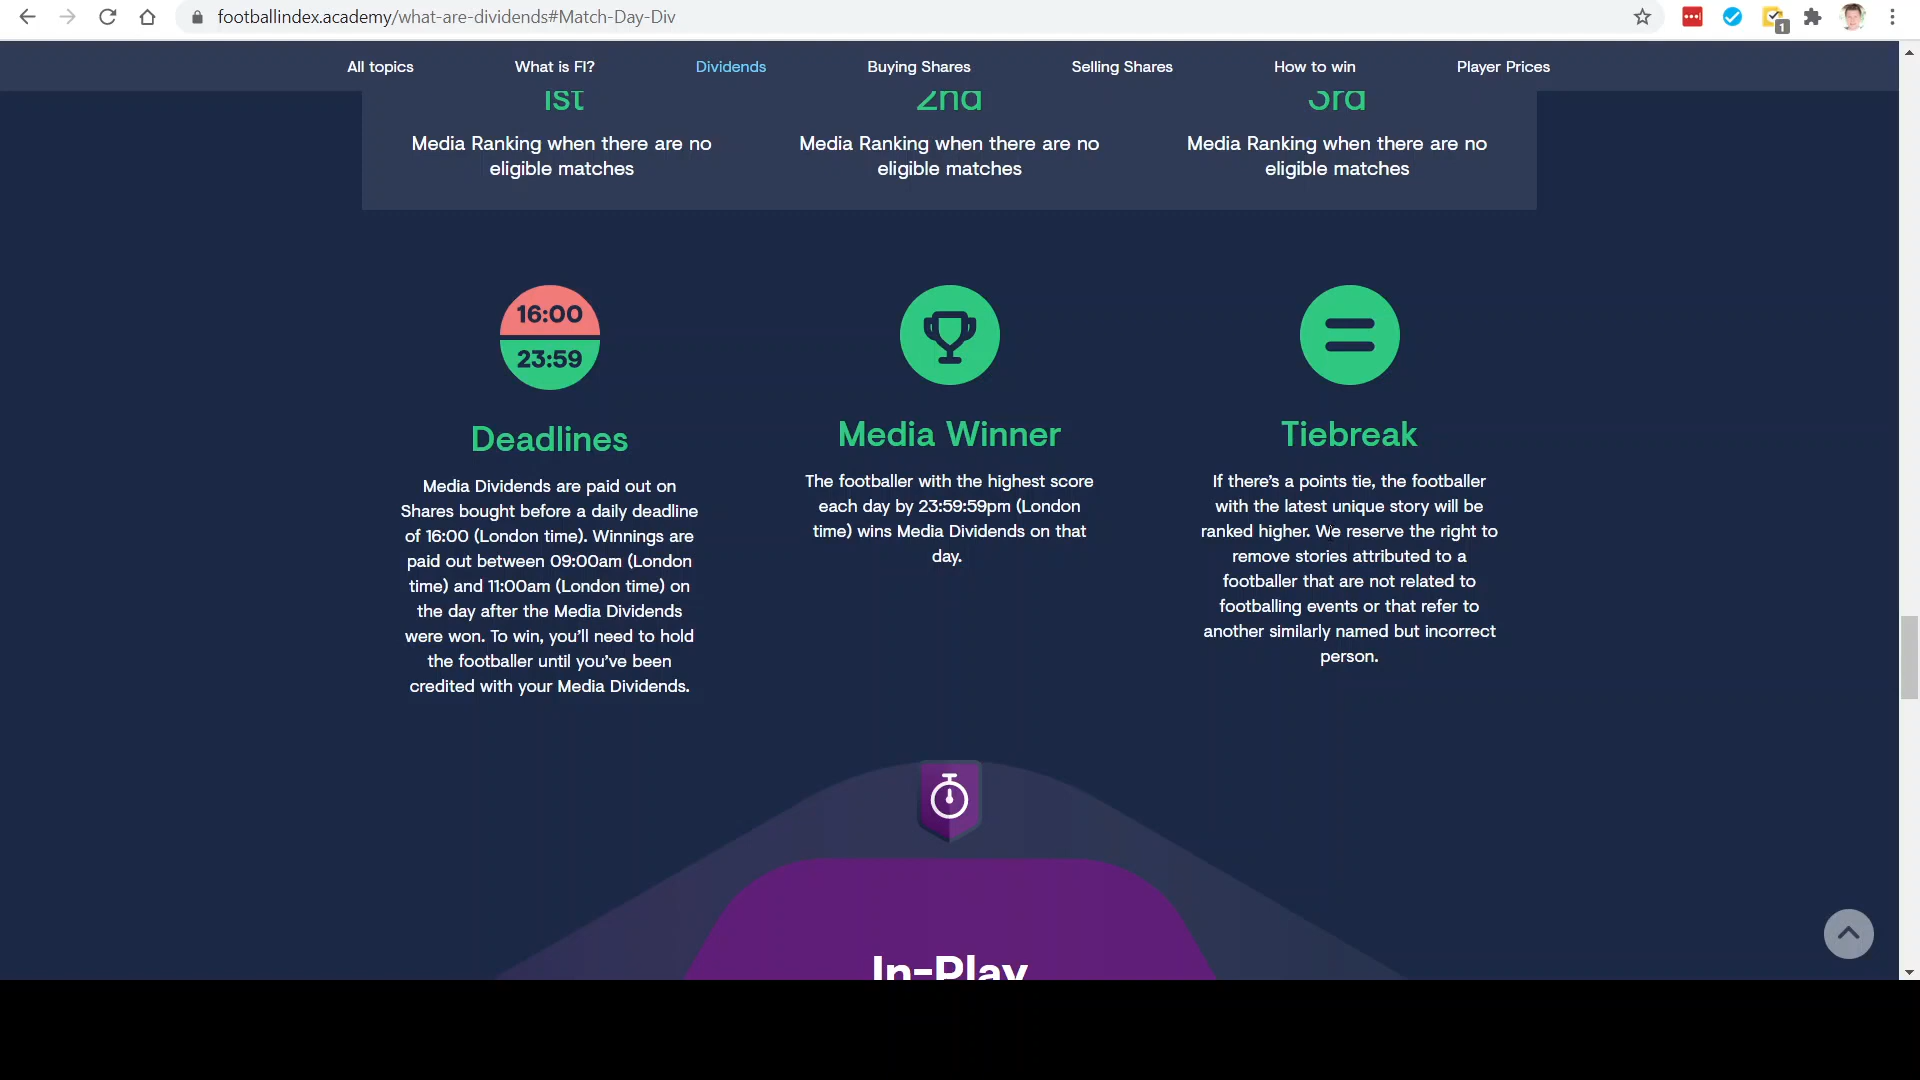 footballindex.academy/what-are-dividends#Match-Day-Div
1
All topics What is FI? Dividends Buying Shares Selling Shares How to win Player Prices
1st 2nd 3rd
Media Ranking when there are no
eligible matches
Media Ranking when there are no
eligible matches
Media Ranking when there are no
eligible matches
16:00
23:59
Deadlines
Media Dividends are paid out on
Shares bought before a daily deadline
of 16:00 (London time). Winnings are
paid out between 09:00am (London
time) and 11:00am (London time) on
the day after the Media Dividends
were won. To win, you’ll need to hold
the footballer until you’ve been
credited with your Media Dividends.
Media Winner
The footballer with the highest score
each day by 23:59:59pm (London
time) wins Media Dividends on that
day.
Tiebreak
If there’s a points tie, the footballer
with the latest unique story will be
ranked higher. We reserve the right to
remove stories attributed to a
footballer that are not related to
footballing events or that refer to
another similarly named but incorrect
person.
In-Play